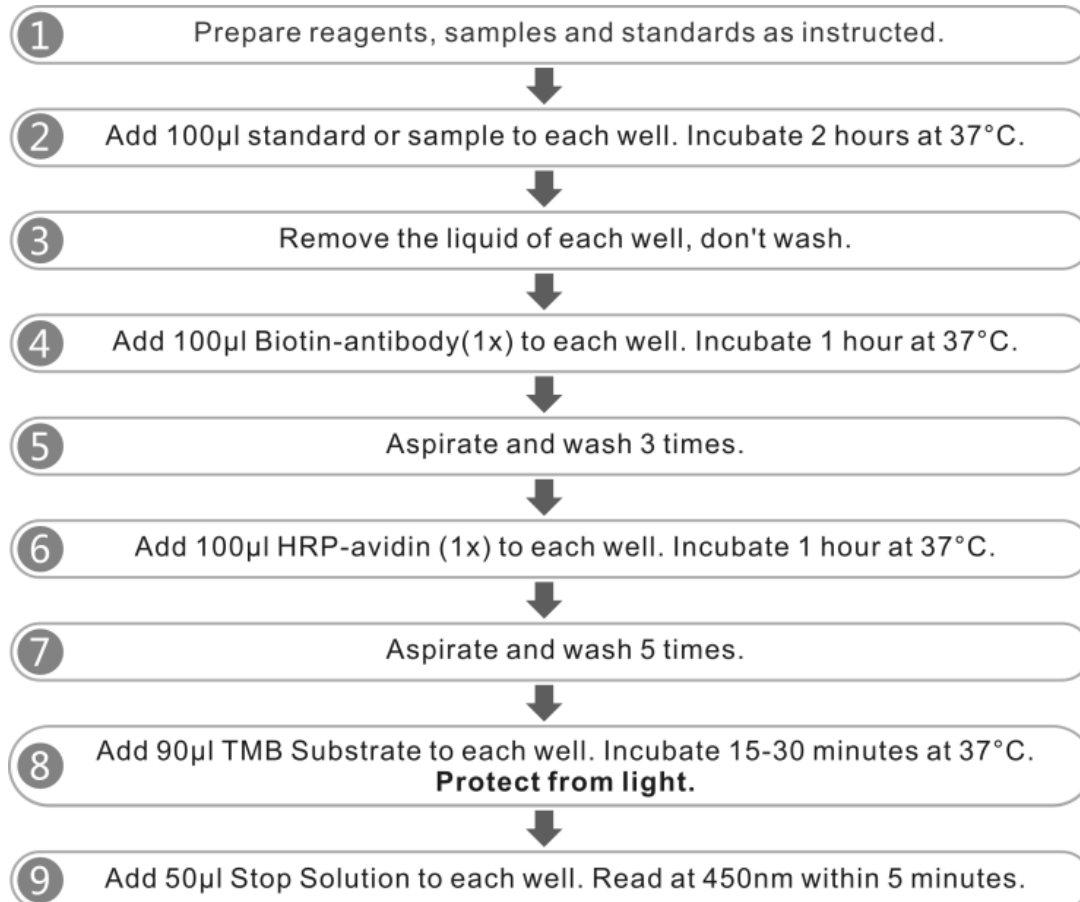 1 Prepare reagents, samples and standards as instructed.
2 Add 100µl standard or sample to each well. Incubate 2 hours at 37°C.
3 Remove the liquid of each well, don't wash.
4 Add 100µl Biotin-antibody(1x) to each well. Incubate 1 hour at 37°C.
5 Aspirate and wash 3 times.
6 Add 100µl HRP-avidin (1x) to each well. Incubate 1 hour at 37°C.
7 Aspirate and wash 5 times.
8 Add 90µl TMB Substrate to each well. Incubate 15-30 minutes at 37°C.
Protect from light.
9 Add 50µl Stop Solution to each well. Read at 450nm within 5 minutes.